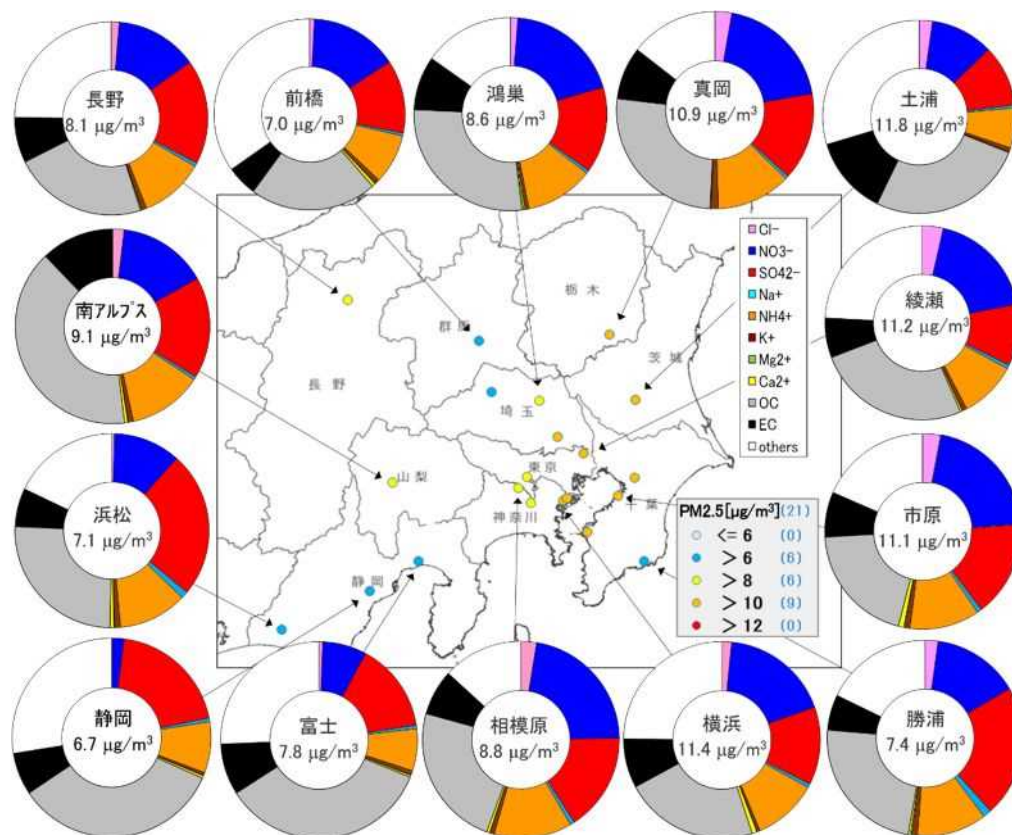 長野
8.1 μg/m³
前橋
7.0 μg/m³
鴻巣
8.6 μg/m³
真岡
10.9 μg/m³
土浦
11.8 μg/m³
南アルプス
9.1 μg/m³
綾瀬
11.2 μg/m³
浜松
7.1 μg/m³
市原
11.1 μg/m³
静岡
6.7 μg/m³
富士
7.8 μg/m³
相模原
8.8 μg/m³
横浜
11.4 μg/m³
勝浦
7.4 μg/m³
栃木
群馬
茨城
長野
埼玉
山梨
東京
千葉
神奈川
静岡
Cl-
NO3-
SO42-
Na+
NH4+
K+
Mg2+
Ca2+
OC
EC
others
PM2.5[μg/m³](21)
<= 6 (0)
> 6 (6)
> 8 (6)
> 10 (9)
> 12 (0)